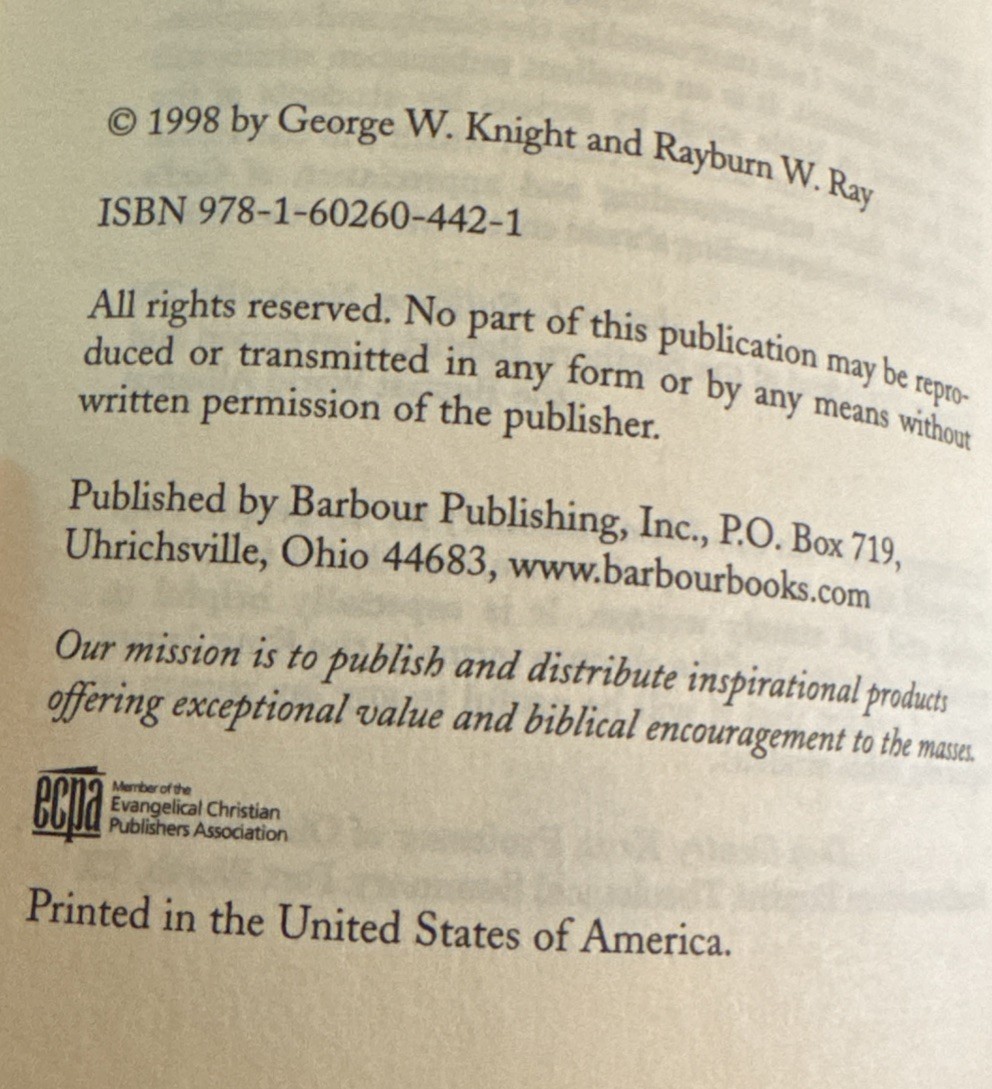 © 1998 by George W. Knight and Rayburn W. Ray
ISBN 978-1-60260-442-1
All rights reserved. No part of this publication may be repro-
duced or transmitted in any form or by any means without
written permission of the publisher.
Published by Barbour Publishing, Inc., P.O. Box 719,
Uhrichsville, Ohio 44683, www.barbourbooks.com
Our mission is to publish and distribute inspirational products
offering exceptional value and biblical encouragement to the masses.
ecpa
Member of the
Evangelical Christian
Publishers Association
Printed in the United States of America.